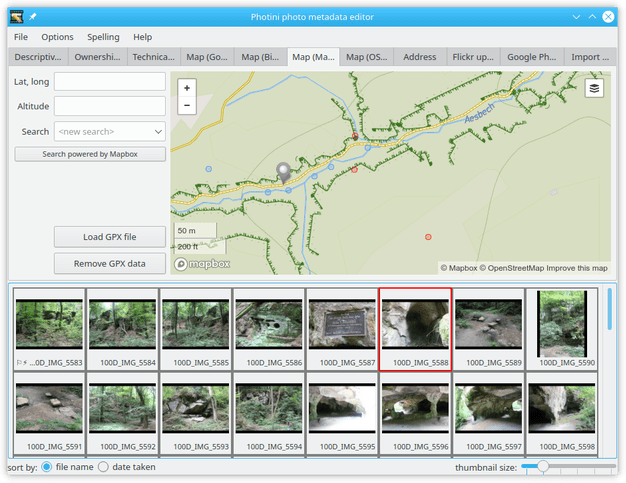 Photini photo metadata editor
File Options Spelling Help
Descriptiv... Ownershi... Technica... Map (Go... Map (Bi... Map (Ma... Map (OS... Address Flickr up... Google Ph... Import ...
Lat, long
Altitude
Search <new search>
Search powered by Mapbox
Load GPX file
Remove GPX data
+
−
Aesbech
50 m
200 ft
mapbox
© Mapbox © OpenStreetMap Improve this map
...0D_IMG_5583 100D_IMG_5584 100D_IMG_5585 100D_IMG_5586 100D_IMG_5587 100D_IMG_5588 100D_IMG_5589 100D_IMG_5590
100D_IMG_5591 100D_IMG_5592 100D_IMG_5593 100D_IMG_5594 100D_IMG_5595 100D_IMG_5596 100D_IMG_5597 100D_IMG_5598
sort by: file name date taken thumbnail size: